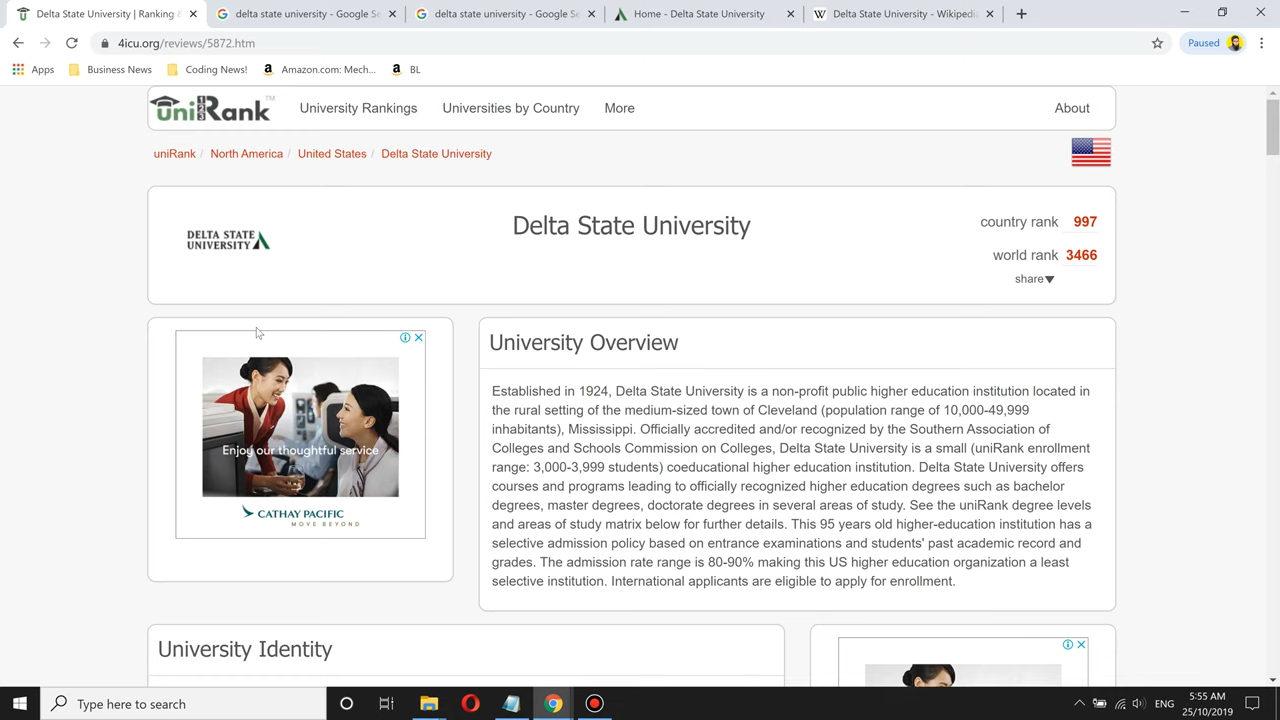 Delta State University | Ranking &
delta state university - Google Se
delta state university - Google Se
Home - Delta State University
Delta State University - Wikipedi
4icu.org/reviews/5872.htm
Paused
Apps
Business News
Coding News!
Amazon.com: Mech...
BL
uniRank™
University Rankings
Universities by Country
More
About
uniRank / North America / United States / Delta State University
DELTA STATE
UNIVERSITY
Delta State University
country rank 997
world rank 3466
share▼
Enjoy our thoughtful service
CATHAY PACIFIC
MOVE BEYOND
University Overview
Established in 1924, Delta State University is a non-profit public higher education institution located in
the rural setting of the medium-sized town of Cleveland (population range of 10,000-49,999
inhabitants), Mississippi. Officially accredited and/or recognized by the Southern Association of
Colleges and Schools Commission on Colleges, Delta State University is a small (uniRank enrollment
range: 3,000-3,999 students) coeducational higher education institution. Delta State University offers
courses and programs leading to officially recognized higher education degrees such as bachelor
degrees, master degrees, doctorate degrees in several areas of study. See the uniRank degree levels
and areas of study matrix below for further details. This 95 years old higher-education institution has a
selective admission policy based on entrance examinations and students' past academic record and
grades. The admission rate range is 80-90% making this US higher education organization a least
selective institution. International applicants are eligible to apply for enrollment.
University Identity
Type here to search
ENG
5:55 AM
25/10/2019